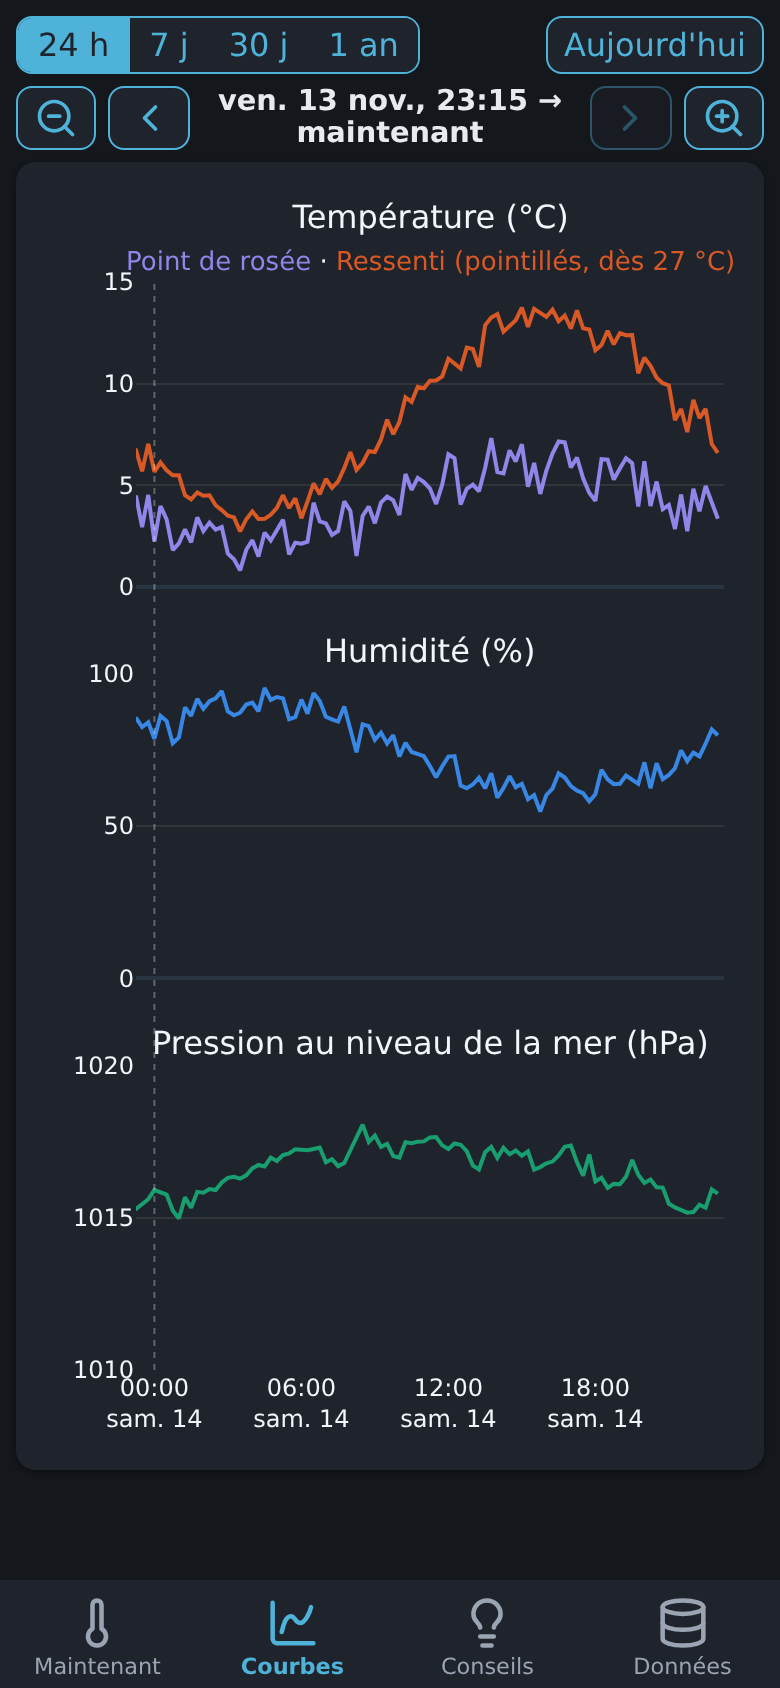 24 h 7 j 30 j 1 an Aujourd'hui
ven. 13 nov., 23:15 →
maintenant
Température (°C)
Point de rosée · Ressenti (pointillés, dès 27 °C)
15
10
5
0
Humidité (%)
100
50
0
Pression au niveau de la mer (hPa)
1020
1015
1010
00:00 06:00 12:00 18:00
sam. 14 sam. 14 sam. 14 sam. 14
Maintenant Courbes Conseils Données